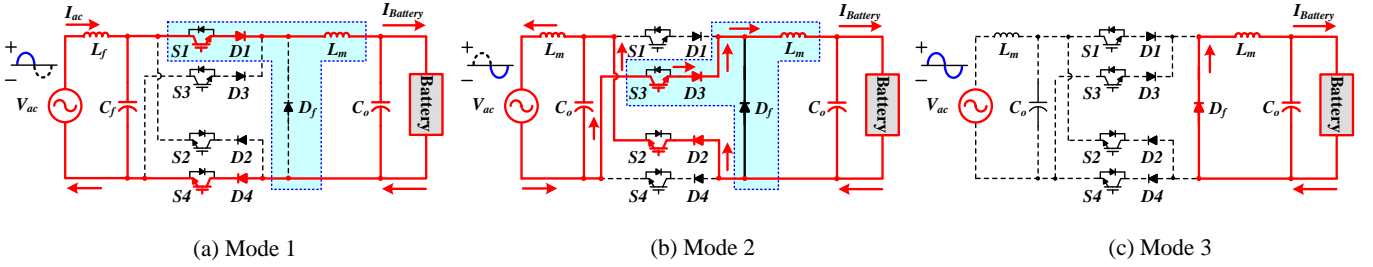 I_ac I_Battery I_Battery I_Battery
+ L_f S1 D1 L_m + L_m S1 D1 L_m + L_m S1 D1 L_m
− S3 D3 − S3 D3 − S3 D3
V_ac C_f D_f C_o Battery V_ac C_o D_f C_o Battery V_ac C_o D_f C_o Battery
S2 D2 S2 D2 S2 D2
S4 D4 S4 D4 S4 D4
(a) Mode 1 (b) Mode 2 (c) Mode 3